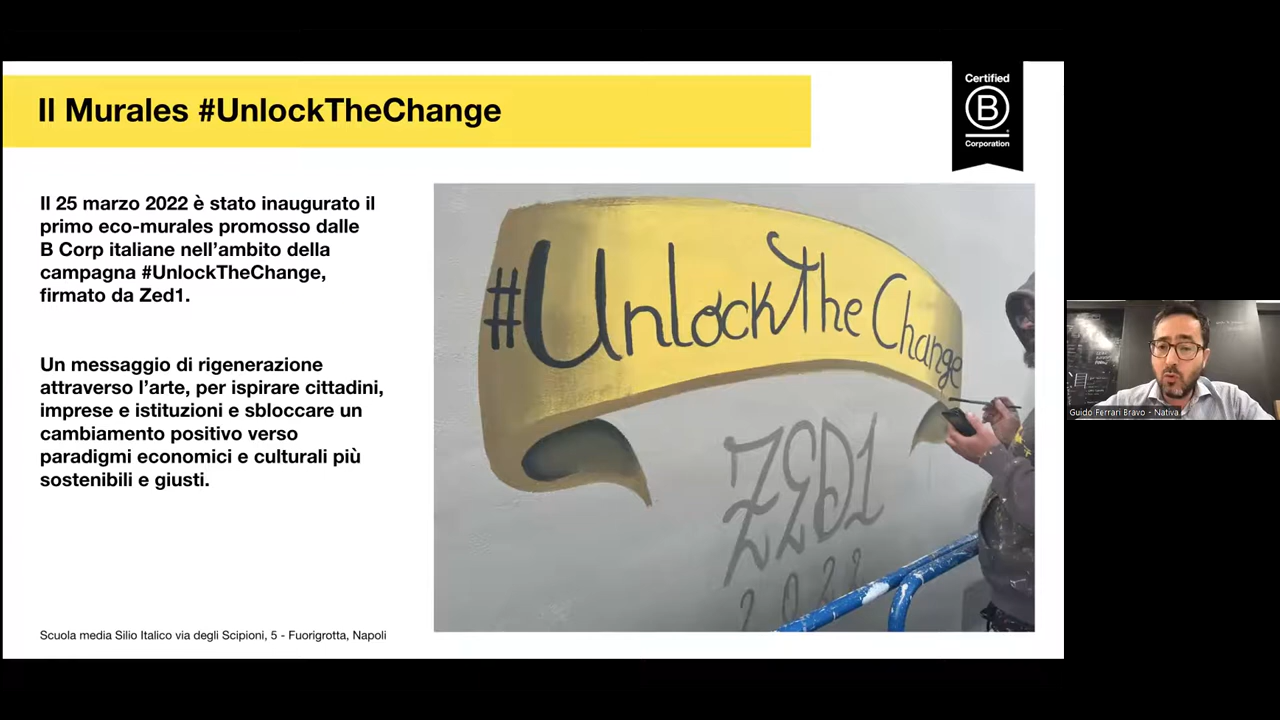 Il Murales #UnlockTheChange
Certified
B
Corporation
Il 25 marzo 2022 è stato inaugurato il
primo eco-murales promosso dalle
B Corp italiane nell’ambito della
campagna #UnlockTheChange,
firmato da Zed1.
Un messaggio di rigenerazione
attraverso l’arte, per ispirare cittadini,
imprese e istituzioni e sbloccare un
cambiamento positivo verso
paradigmi economici e culturali più
sostenibili e giusti.
#UnlockTheChange
ZED1
2022
Scuola media Silio Italico via degli Scipioni, 5 - Fuorigrotta, Napoli
Guido Ferrari Bravo - Nativa